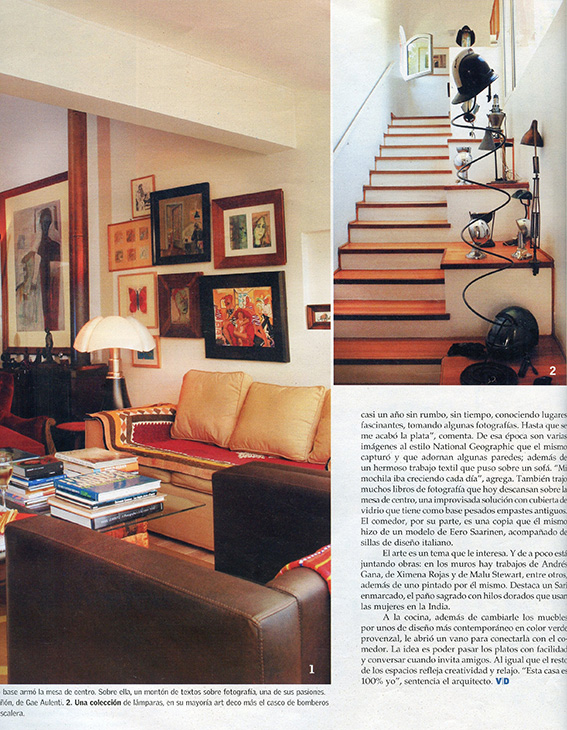 1
2
casi un año sin rumbo, sin tiempo, conociendo lugares
fascinantes, tomando algunas fotografías. Hasta que se
me acabó la plata”, comenta. De esa época son varias
imágenes al estilo National Geographic que el mismo
capturó y que adornan algunas paredes; además de
un hermoso trabajo textil que puso sobre un sofá. “Mi
mochila iba creciendo cada día”, agrega. También trajo
muchos libros de fotografía que hoy descansan sobre la
mesa de centro, una improvisada solución con cubierta de
vidrio que tiene como base pesados empastes antiguos.
El comedor, por su parte, es una copia que él mismo
hizo de un modelo de Eero Saarinen, acompañado de
sillas de diseño italiano.
El arte es un tema que le interesa. Y de a poco está
juntando obras: en los muros hay trabajos de Andrés
Gana, de Ximena Rojas y de Malu Stewart, entre otros,
además de uno pintado por él mismo. Destaca un Sari
enmarcado, el paño sagrado con hilos dorados que usan
las mujeres en la India.
A la cocina, además de cambiarle los muebles
por unos de diseño más contemporáneo en color verde
provenzal, le abrió un vano para conectarla con el co-
medor. La idea es poder pasar los platos con facilidad
y conversar cuando invita amigos. Al igual que el resto
de los espacios refleja creatividad y relajo. “Esta casa es
100% yo”, sentencia el arquitecto. V|D
base armó la mesa de centro. Sobre ella, un montón de textos sobre fotografía, una de sus pasiones.
ñón, de Gae Aulenti. 2. Una colección de lámparas, en su mayoría art deco más el casco de bomberos
scalera.